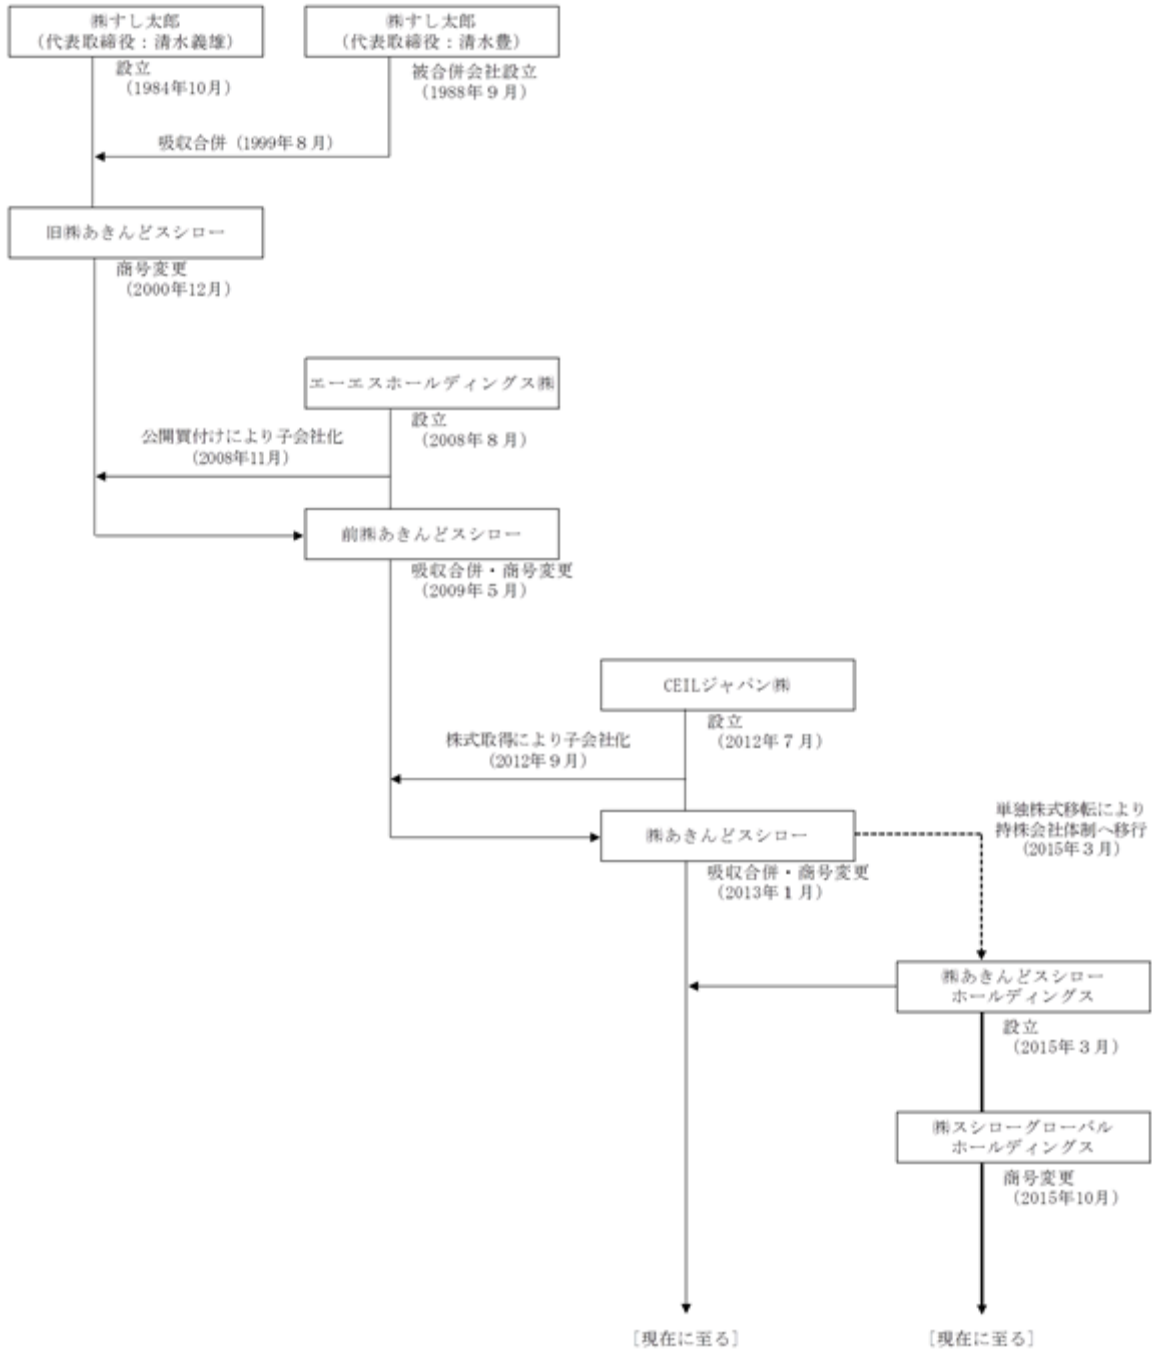 ㈱すし太郎
（代表取締役：清水義雄）
㈱すし太郎
（代表取締役：清水豊）
設立
（1984年10月）
被合併会社設立
（1988年９月）
吸収合併（1999年８月）
旧㈱あきんどスシロー
商号変更
（2000年12月）
エーエスホールディングス㈱
設立
（2008年８月）
公開買付けにより子会社化
（2008年11月）
前㈱あきんどスシロー
吸収合併・商号変更
（2009年５月）
CEILジャパン㈱
設立
（2012年７月）
株式取得により子会社化
（2012年９月）
㈱あきんどスシロー
吸収合併・商号変更
（2013年１月）
単独株式移転により
持株会社体制へ移行
（2015年３月）
㈱あきんどスシロー
ホールディングス
設立
（2015年３月）
㈱スシローグローバル
ホールディングス
商号変更
（2015年10月）
［現在に至る］
［現在に至る］